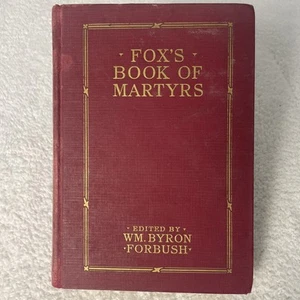 · FOX'S ·
BOOK OF
MARTYRS
· EDITED BY ·
WM. BYRON
· FORBUSH ·